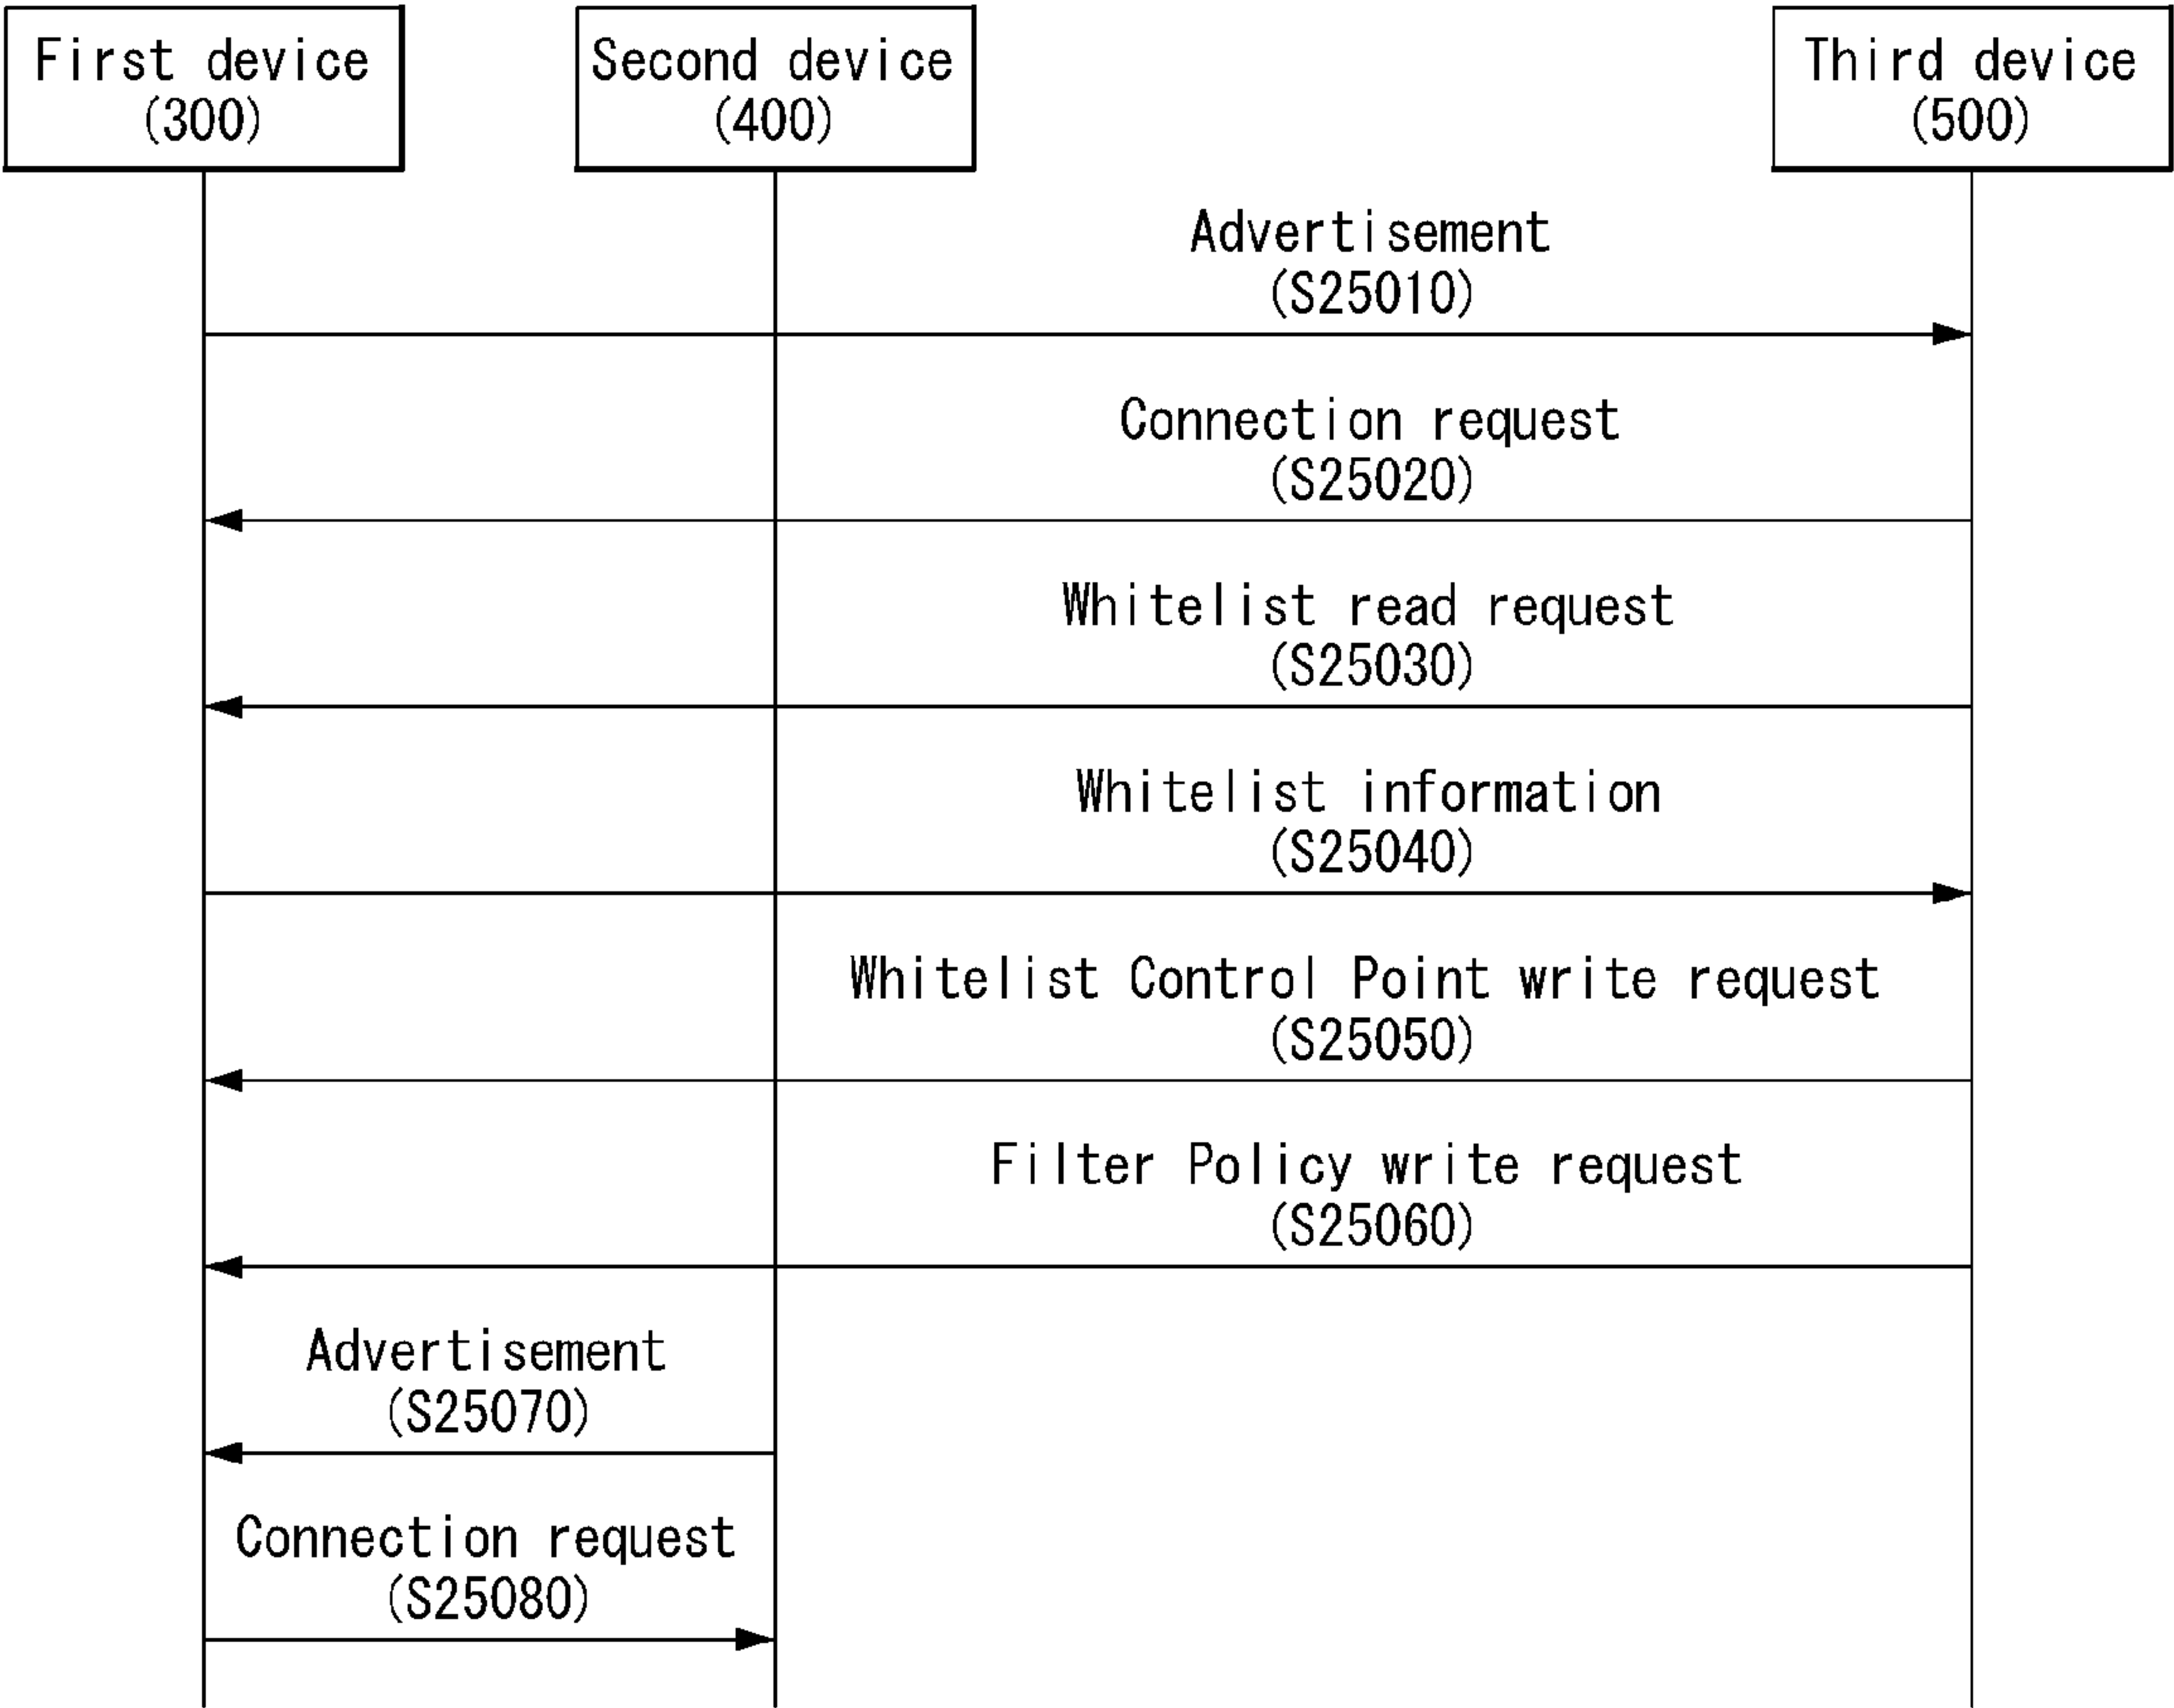 First device
(300)
Second device
(400)
Third device
(500)
Advertisement
(S25010)
Connection request
(S25020)
Whitelist read request
(S25030)
Whitelist information
(S25040)
Whitelist Control Point write request
(S25050)
Filter Policy write request
(S25060)
Advertisement
(S25070)
Connection request
(S25080)